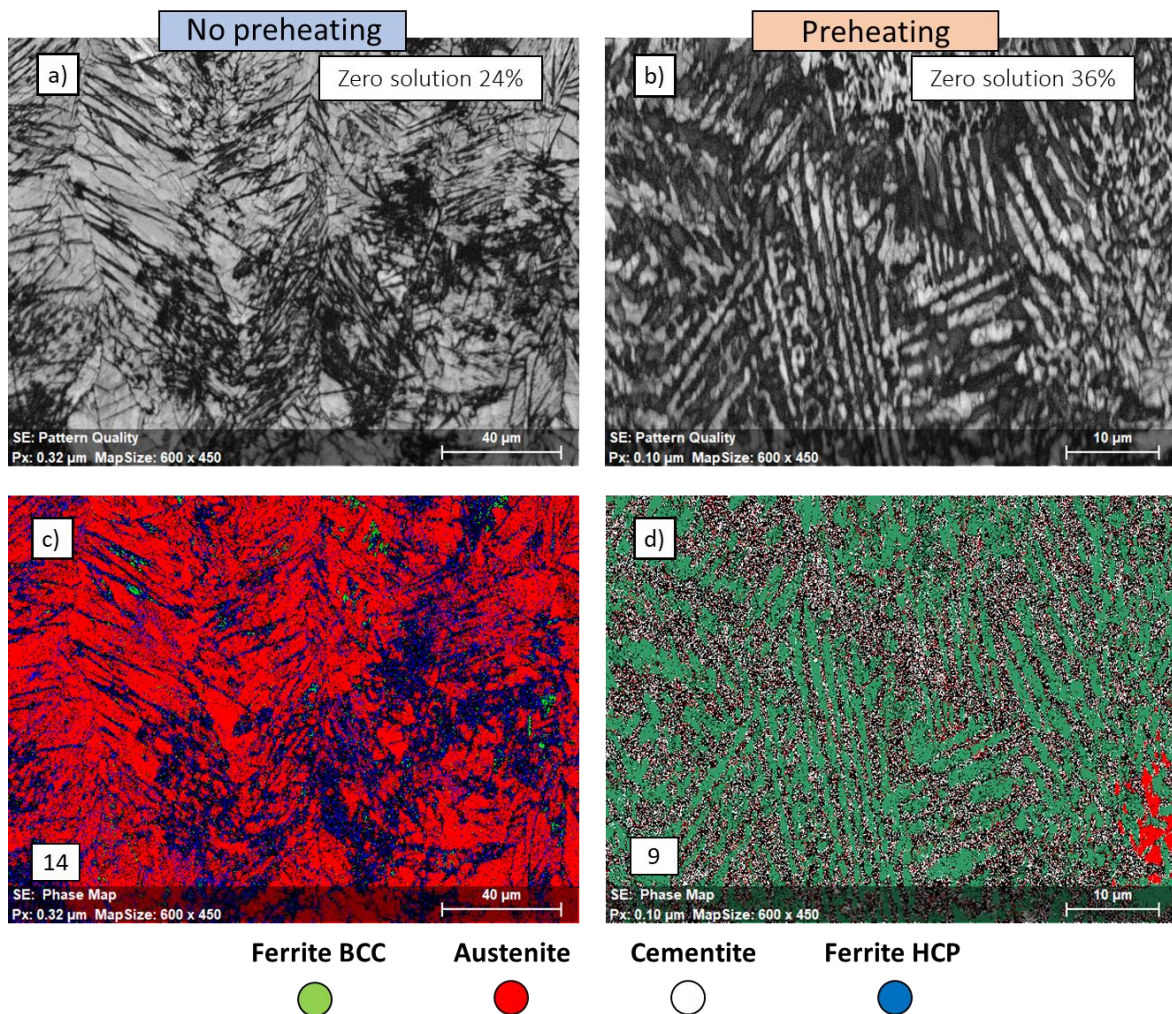 No preheating
Preheating
a)
Zero solution 24%
b)
Zero solution 36%
SE: Pattern Quality
Px: 0.32 µm MapSize: 600 x 450
40 µm
SE: Pattern Quality
Px: 0.10 µm MapSize: 600 x 450
10 µm
c)
d)
14
9
SE: Phase Map
Px: 0.32 µm MapSize: 600 x 450
40 µm
SE: Phase Map
Px: 0.10 µm MapSize: 600 x 450
10 µm
Ferrite BCC
Austenite
Cementite
Ferrite HCP